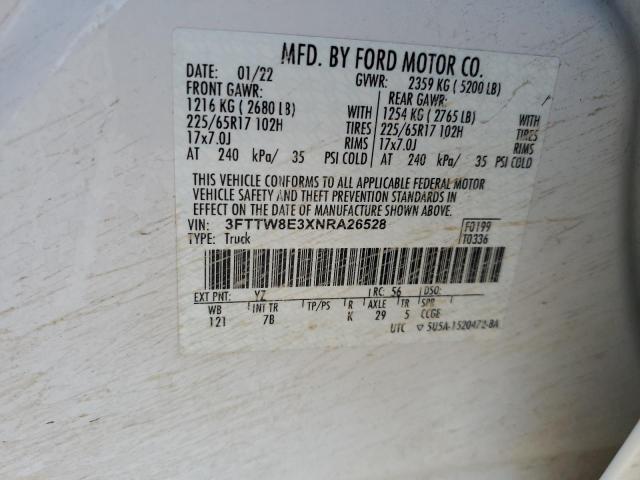 MFD. BY FORD MOTOR CO.
DATE: 01/22 GVWR: 2359 KG ( 5200 LB)
FRONT GAWR: REAR GAWR:
1216 KG ( 2680 LB) WITH 1254 KG ( 2765 LB) WITH
225/65R17 102H TIRES 225/65R17 102H TIRES
17x7.0J RIMS 17x7.0J RIMS
AT 240 kPa/ 35 PSI COLD AT 240 kPa/ 35 PSI COLD
THIS VEHICLE CONFORMS TO ALL APPLICABLE FEDERAL MOTOR
VEHICLE SAFETY AND THEFT PREVENTION STANDARDS IN
EFFECT ON THE DATE OF MANUFACTURE SHOWN ABOVE.
VIN: 3FTTW8E3XNRA26528 F0199
TYPE: Truck T0336
EXT PNT: YZ RC: 56 DSO:
WB INT TR TP/PS R AXLE TR SPR
121 7B K 29 5 CCGE
UTC ▽ 5U5A-1520472-BA